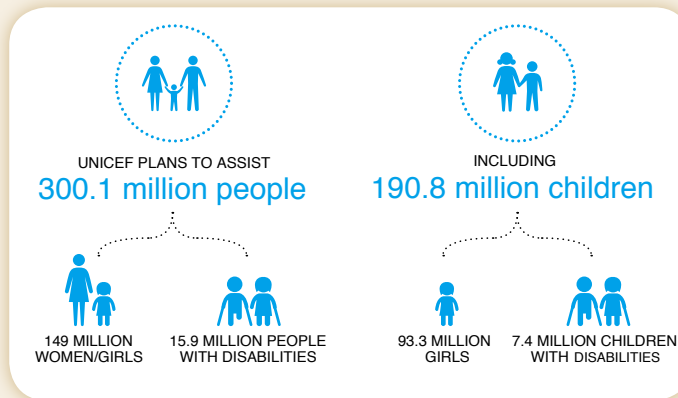 UNICEF PLANS TO ASSIST
300.1 million people
149 MILLION
WOMEN/GIRLS
15.9 MILLION PEOPLE
WITH DISABILITIES
INCLUDING
190.8 million children
93.3 MILLION
GIRLS
7.4 MILLION CHILDREN
WITH DISABILITIES